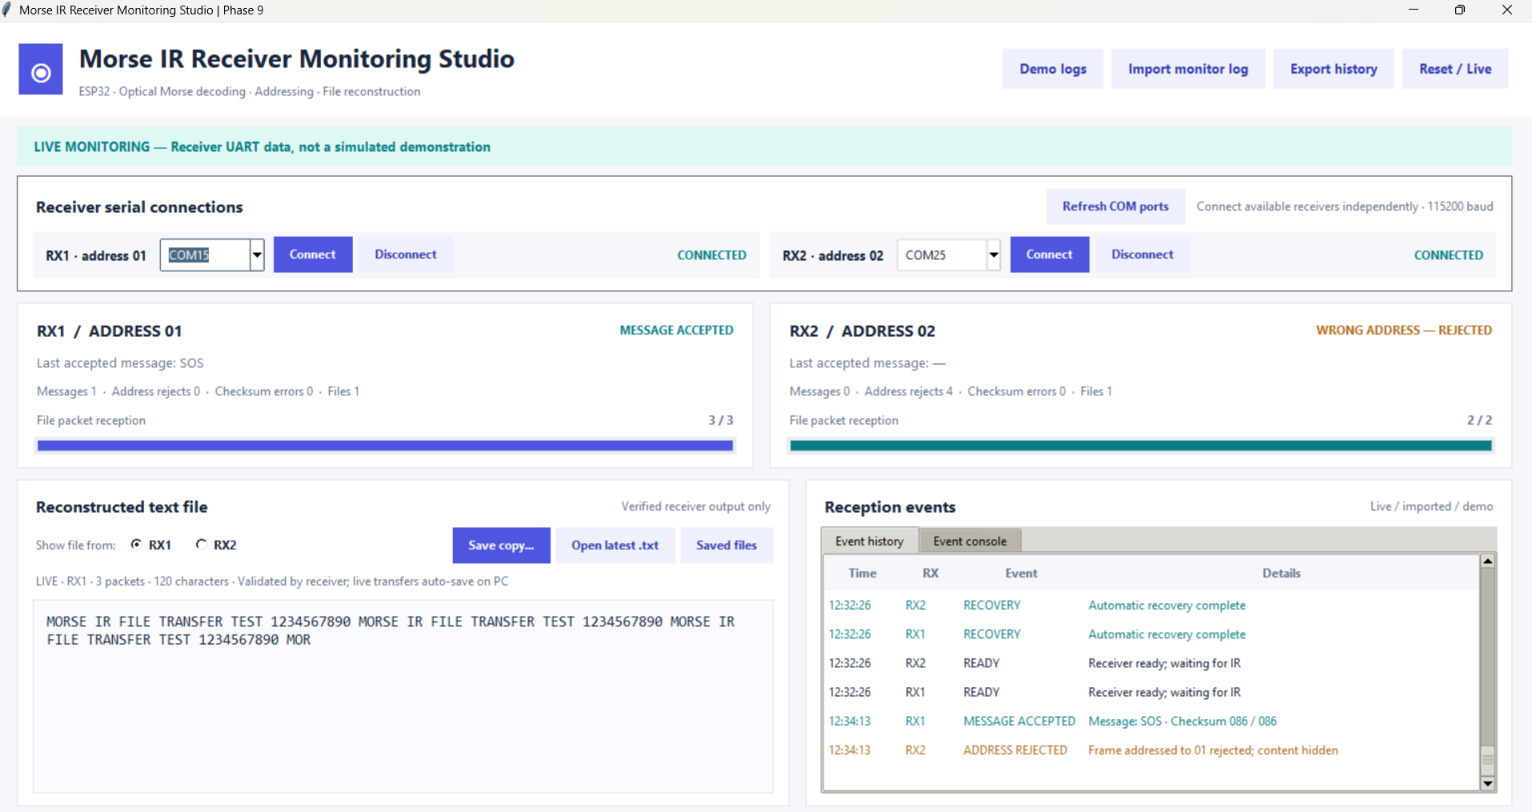 Morse IR Receiver Monitoring Studio | Phase 9
Morse IR Receiver Monitoring Studio
ESP32 · Optical Morse decoding · Addressing · File reconstruction
Demo logs
Import monitor log
Export history
Reset / Live
LIVE MONITORING — Receiver UART data, not a simulated demonstration
Receiver serial connections
Refresh COM ports
Connect available receivers independently · 115200 baud
RX1 · address 01
COM15
Connect
Disconnect
CONNECTED
RX2 · address 02
COM25
Connect
Disconnect
CONNECTED
RX1 / ADDRESS 01
MESSAGE ACCEPTED
Last accepted message: SOS
Messages 1 · Address rejects 0 · Checksum errors 0 · Files 1
File packet reception
3 / 3
RX2 / ADDRESS 02
WRONG ADDRESS — REJECTED
Last accepted message: —
Messages 0 · Address rejects 4 · Checksum errors 0 · Files 1
File packet reception
2 / 2
Reconstructed text file
Verified receiver output only
Show file from:
RX1
RX2
Save copy...
Open latest .txt
Saved files
LIVE · RX1 · 3 packets · 120 characters · Validated by receiver; live transfers auto-save on PC
MORSE IR FILE TRANSFER TEST 1234567890 MORSE IR FILE TRANSFER TEST 1234567890 MORSE IR
FILE TRANSFER TEST 1234567890 MOR
Reception events
Live / imported / demo
Event history
Event console
Time RX Event Details
12:32:26 RX2 RECOVERY Automatic recovery complete
12:32:26 RX1 RECOVERY Automatic recovery complete
12:32:26 RX2 READY Receiver ready; waiting for IR
12:32:26 RX1 READY Receiver ready; waiting for IR
12:34:13 RX1 MESSAGE ACCEPTED Message: SOS · Checksum 086 / 086
12:34:13 RX2 ADDRESS REJECTED Frame addressed to 01 rejected; content hidden